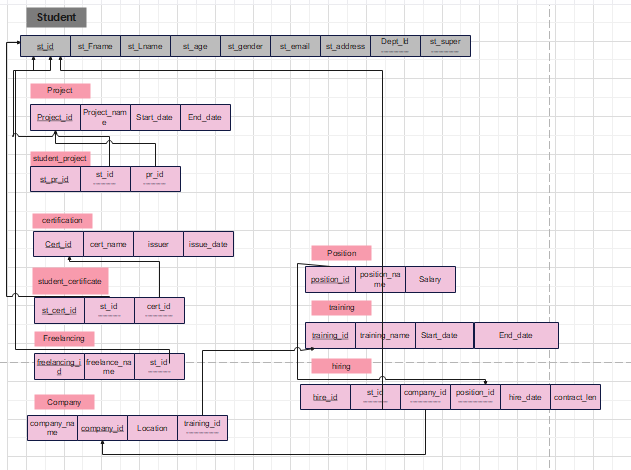 Student
st_id st_Fname st_Lname st_age st_gender st_email st_address Dept_id st_super
Project
Project_id Project_name Start_date End_date
student_project
st_pr_id st_id pr_id
certification
Cert_id cert_name issuer issue_date
student_certificate
st_cert_id st_id cert_id
Freelancing
freelancing_id freelance_name st_id
Company
company_name company_id Location training_id
Position
position_id position_name Salary
training
training_id training_name Start_date End_date
hiring
hire_id st_id company_id position_id hire_date contract_len